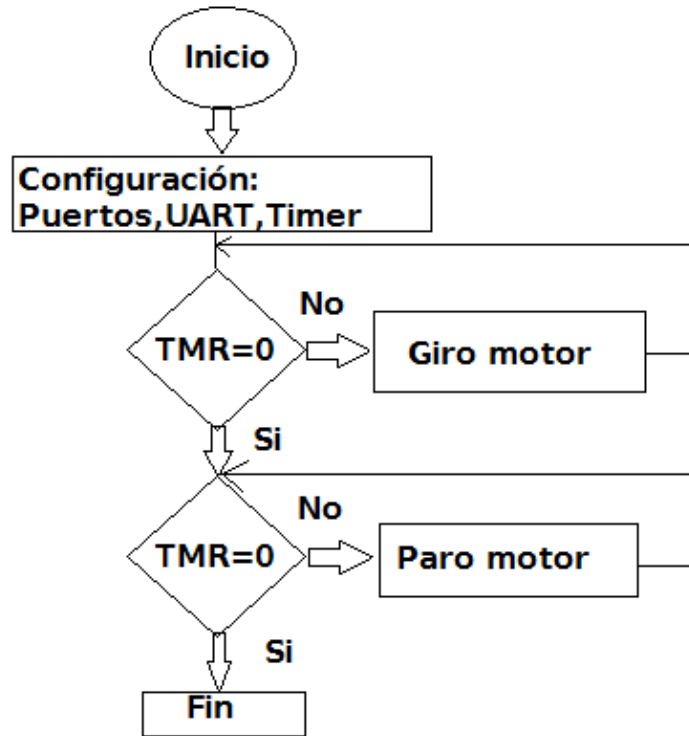 Inicio
Configuración:
Puertos,UART,Timer
No
TMR=0
Giro motor
Si
No
TMR=0
Paro motor
Si
Fin